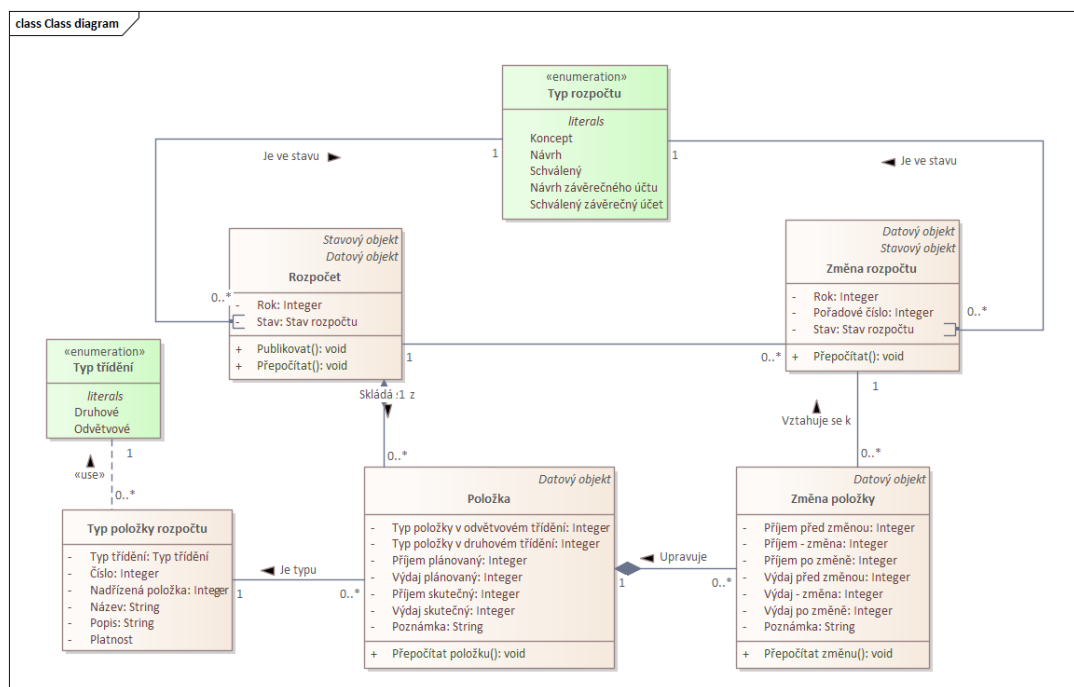 class Class diagram
«enumeration»
Typ rozpočtu
literals
Koncept
Návrh
Schválený
Návrh závěrečného účtu
Schválený závěrečný účet
Je ve stavu
1
1
Je ve stavu
Stavový objekt
Datový objekt
Rozpočet
- Rok: Integer
- Stav: Stav rozpočtu
+ Publikovat(): void
+ Přepočítat(): void
0..*
Datový objekt
Stavový objekt
Změna rozpočtu
- Rok: Integer
- Pořadové číslo: Integer
- Stav: Stav rozpočtu
+ Přepočítat(): void
0..*
1
0..*
«enumeration»
Typ třídění
literals
Druhové
Odvětvové
1
«use»
0..*
Skládá :1 z
0..*
1
Vztahuje se k
0..*
Typ položky rozpočtu
- Typ třídění: Typ třídění
- Číslo: Integer
- Nadřízená položka: Integer
- Název: String
- Popis: String
- Platnost
1
Je typu
0..*
Datový objekt
Položka
- Typ položky v odvětvovém třídění: Integer
- Typ položky v druhovém třídění: Integer
- Příjem plánovaný: Integer
- Výdaj plánovaný: Integer
- Příjem skutečný: Integer
- Výdaj skutečný: Integer
- Poznámka: String
+ Přepočítat položku(): void
1
Upravuje
0..*
Datový objekt
Změna položky
- Příjem před změnou: Integer
- Příjem - změna: Integer
- Příjem po změně: Integer
- Výdaj před změnou: Integer
- Výdaj - změna: Integer
- Výdaj po změně: Integer
- Poznámka: String
+ Přepočítat změnu(): void